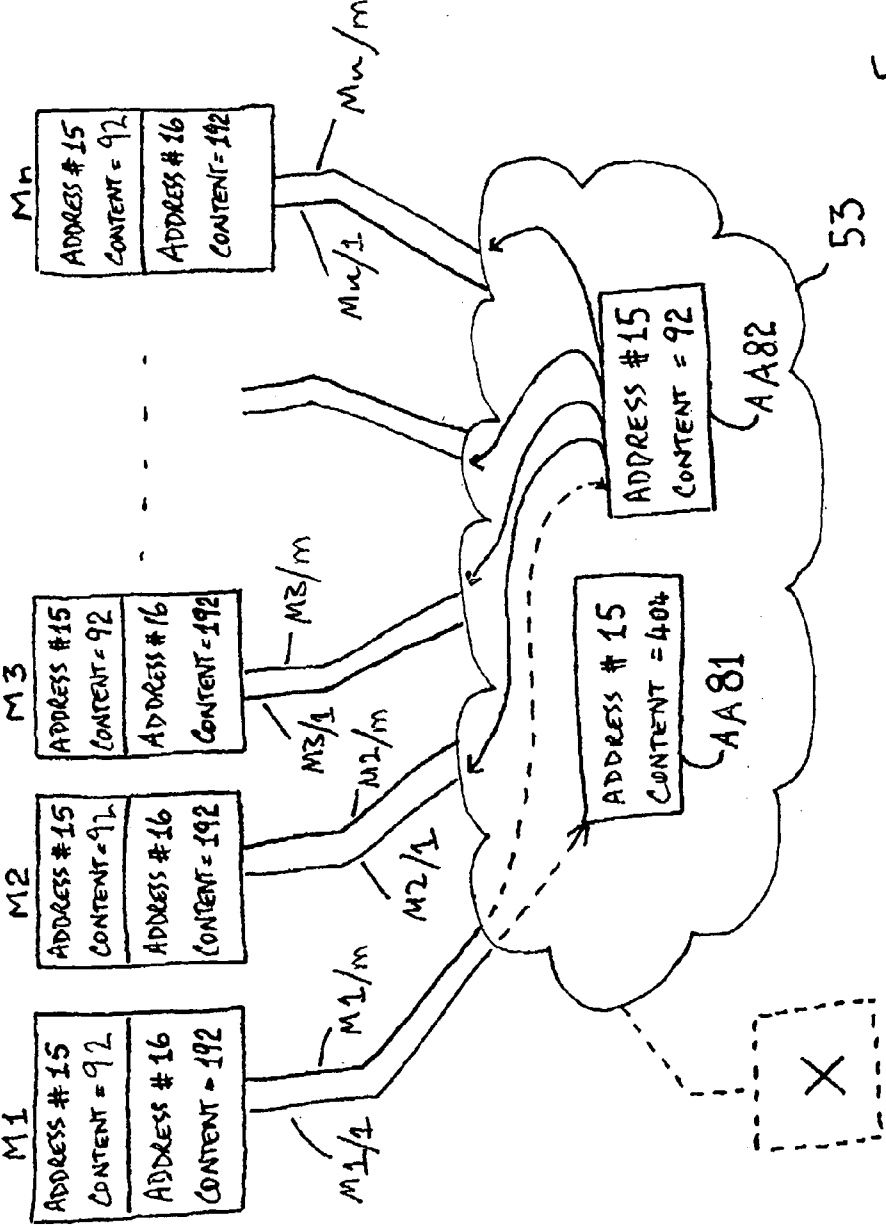 M1
ADDRESS #15
CONTENT = 92
ADDRESS #16
CONTENT = 192
M2
ADDRESS #15
CONTENT = 92
ADDRESS #16
CONTENT = 192
M3
ADDRESS #15
CONTENT = 92
ADDRESS #16
CONTENT = 192
Mn
ADDRESS #15
CONTENT = 92
ADDRESS #16
CONTENT = 192
M1/1
M1/m
M2/1
M2/m
M3/1
M3/m
Mn/1
Mn/m
ADDRESS #15
CONTENT = 404
AA81
ADDRESS #15
CONTENT = 92
AA82
53
X